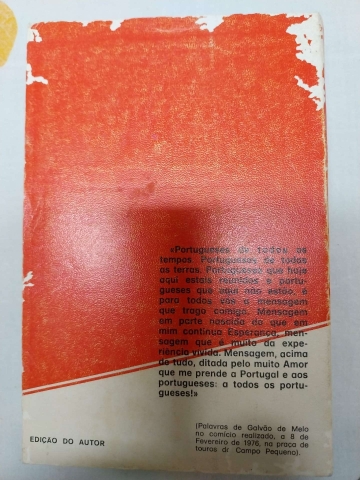 «Portugueses de todos os
tempos. Portugueses de todas
as terras. Portugueses que hoje
aqui estais reunidos e portu-
gueses que aqui não estão, é
para todos vós a mensagem
que trago comigo. Mensagem
em parte nascida do que em
mim continua Esperança, men-
sagem que é muito da expe-
riência vivida. Mensagem, acima
de tudo, ditada pelo muito Amor
que me prende a Portugal e aos
portugueses: a todos os portu-
gueses!»
(Palavras de Galvão de Melo
no comício realizado, a 8 de
Fevereiro de 1976, na praça de
touros do Campo Pequeno).
EDIÇÃO DO AUTOR